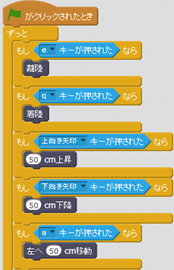 がクリックされたとき
ずっと
もし e キーが押された なら
離陸
もし q キーが押された なら
着陸
もし 上向き矢印 キーが押された なら
50 cm上昇
もし 下向き矢印 キーが押された なら
50 cm下降
もし a キーが押された なら
左へ 50 cm移動